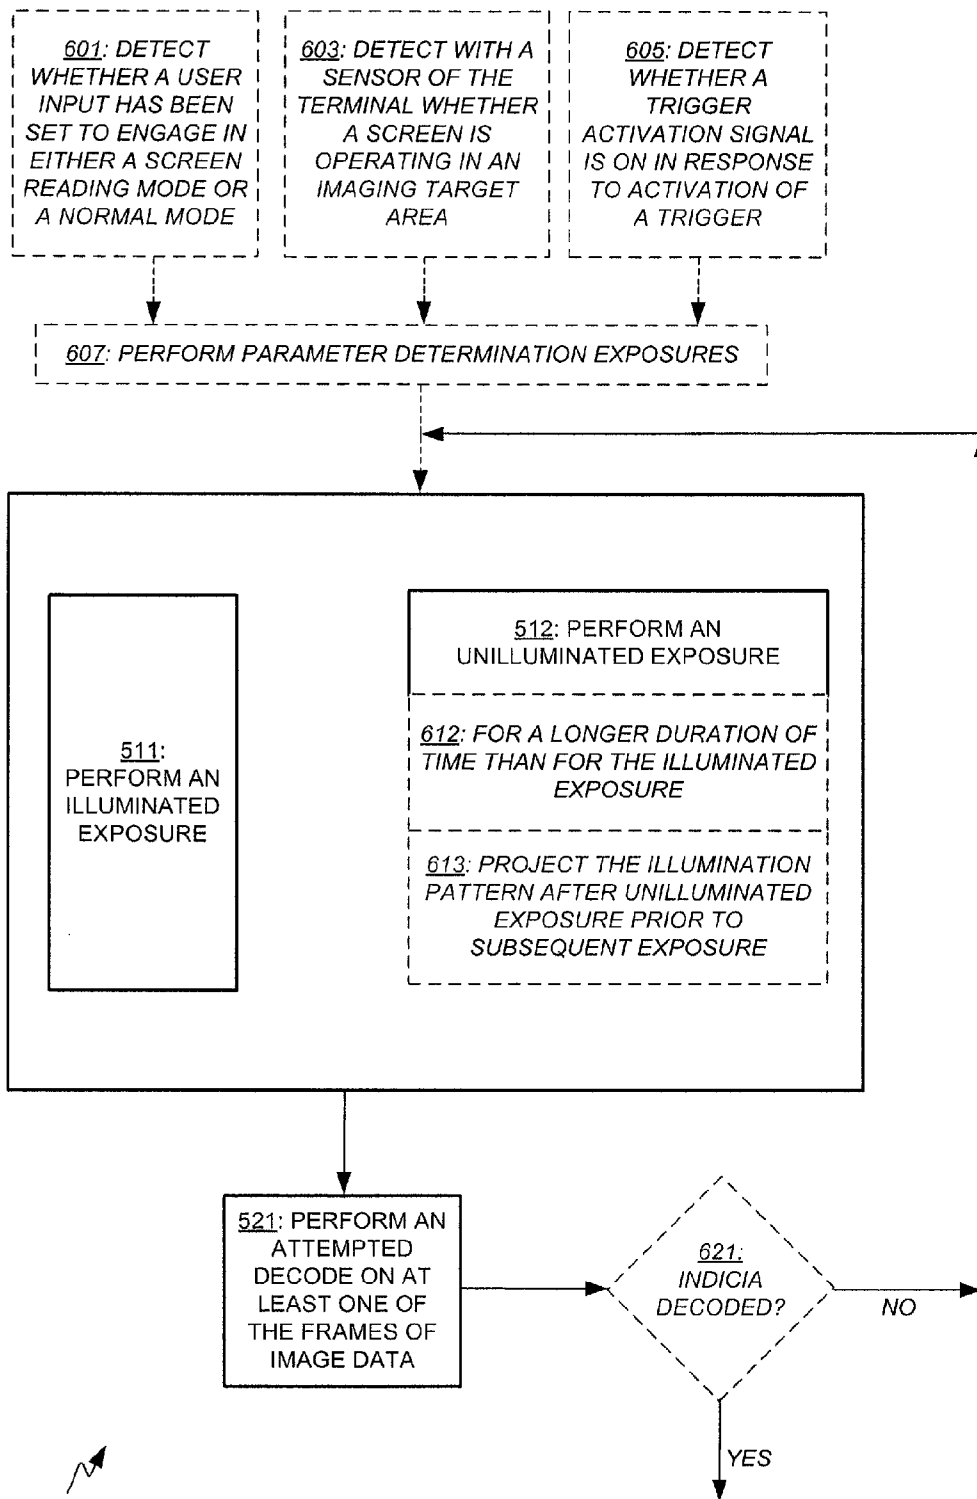 601: DETECT
WHETHER A USER
INPUT HAS BEEN
SET TO ENGAGE IN
EITHER A SCREEN
READING MODE OR
A NORMAL MODE
603: DETECT WITH A
SENSOR OF THE
TERMINAL WHETHER
A SCREEN IS
OPERATING IN AN
IMAGING TARGET
AREA
605: DETECT
WHETHER A
TRIGGER
ACTIVATION SIGNAL
IS ON IN RESPONSE
TO ACTIVATION OF
A TRIGGER
607: PERFORM PARAMETER DETERMINATION EXPOSURES
511:
PERFORM AN
ILLUMINATED
EXPOSURE
512: PERFORM AN
UNILLUMINATED EXPOSURE
612: FOR A LONGER DURATION OF
TIME THAN FOR THE ILLUMINATED
EXPOSURE
613: PROJECT THE ILLUMINATION
PATTERN AFTER UNILLUMINATED
EXPOSURE PRIOR TO
SUBSEQUENT EXPOSURE
521: PERFORM AN
ATTEMPTED
DECODE ON AT
LEAST ONE OF
THE FRAMES OF
IMAGE DATA
621:
INDICIA
DECODED?
NO
YES